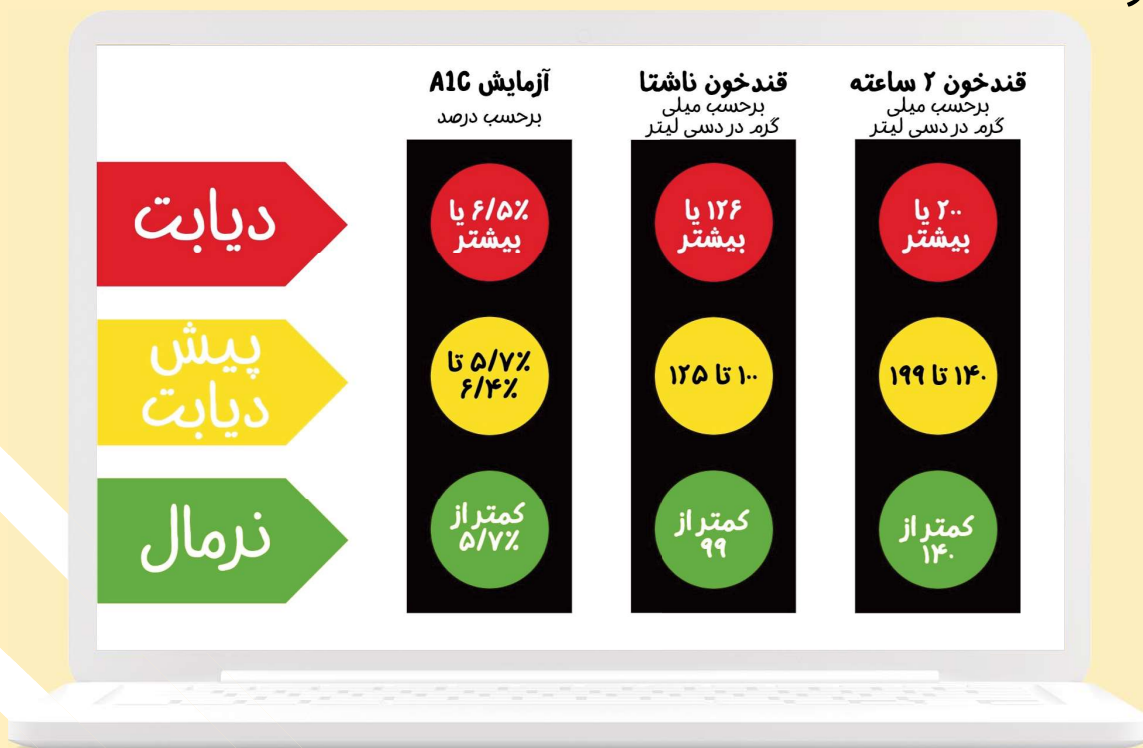 قندخون ۲ ساعته
برحسب میلی
گرم در دسی لیتر
قندخون ناشتا
برحسب میلی
گرم در دسی لیتر
آزمایش A1C
برحسب درصد
۲۰۰ یا
بیشتر
۱۲۶ یا
بیشتر
۶/۵٪ یا
بیشتر
دیابت
۱۴۰ تا ۱۹۹
۱۰۰ تا ۱۲۵
۵/۷٪ تا
۶/۴٪
پیش
دیابت
کمتر از
۱۴۰
کمتر از
۹۹
کمتر از
۵/۷٪
نرمال